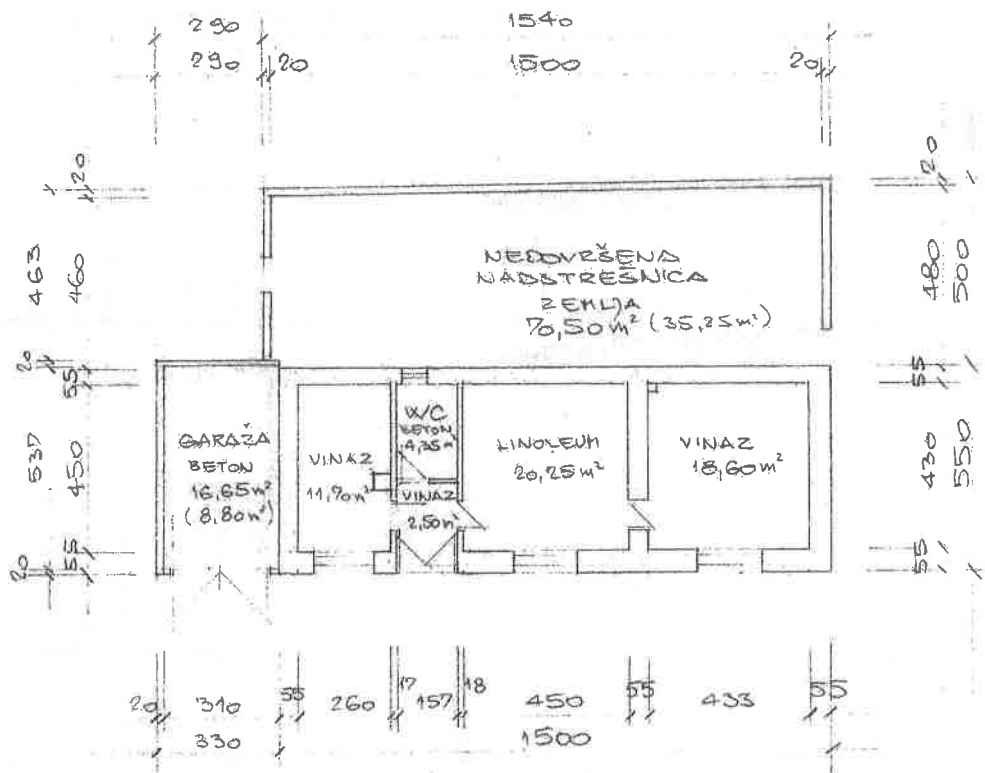 290
1540
290
20
1500
20
20
463
460
20
55
537
450
55
20
20
480
500
55
430
550
55
NEDOVRŠENA
NADSTREŠNICA
ZEMLJA
70,50m² (35,25m²)
GARAŽA
BETON
16,65m²
(8,80m²)
VINAZ
11,70m²
WC
BETON
4,35m²
VINAZ
2,50m²
LINOLEUM
20,25m²
VINAZ
18,60m²
20
310
55
260
17
157
18
450
55
433
55
330
1500